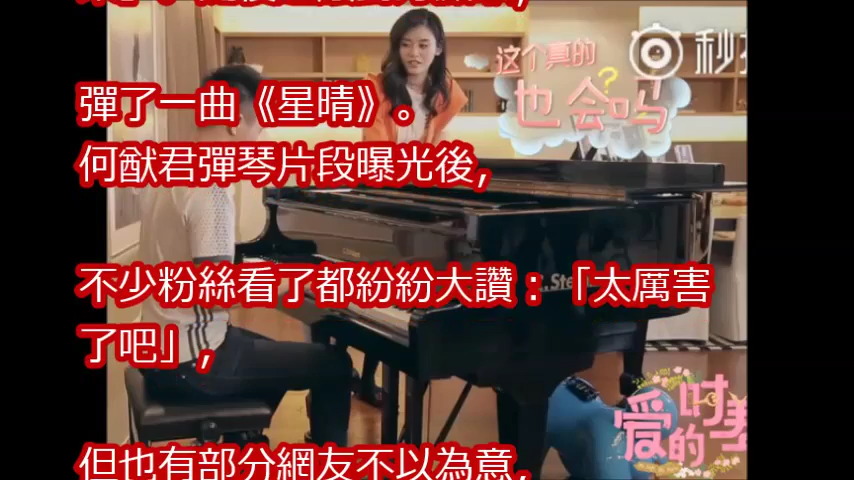 彈了一曲《星晴》。
何猷君彈琴片段曝光後，
不少粉絲看了都紛紛大讚：「太厲害
了吧」，
但也有部分網友不以為意，
这个真的
也会吗?
秒
爱的时